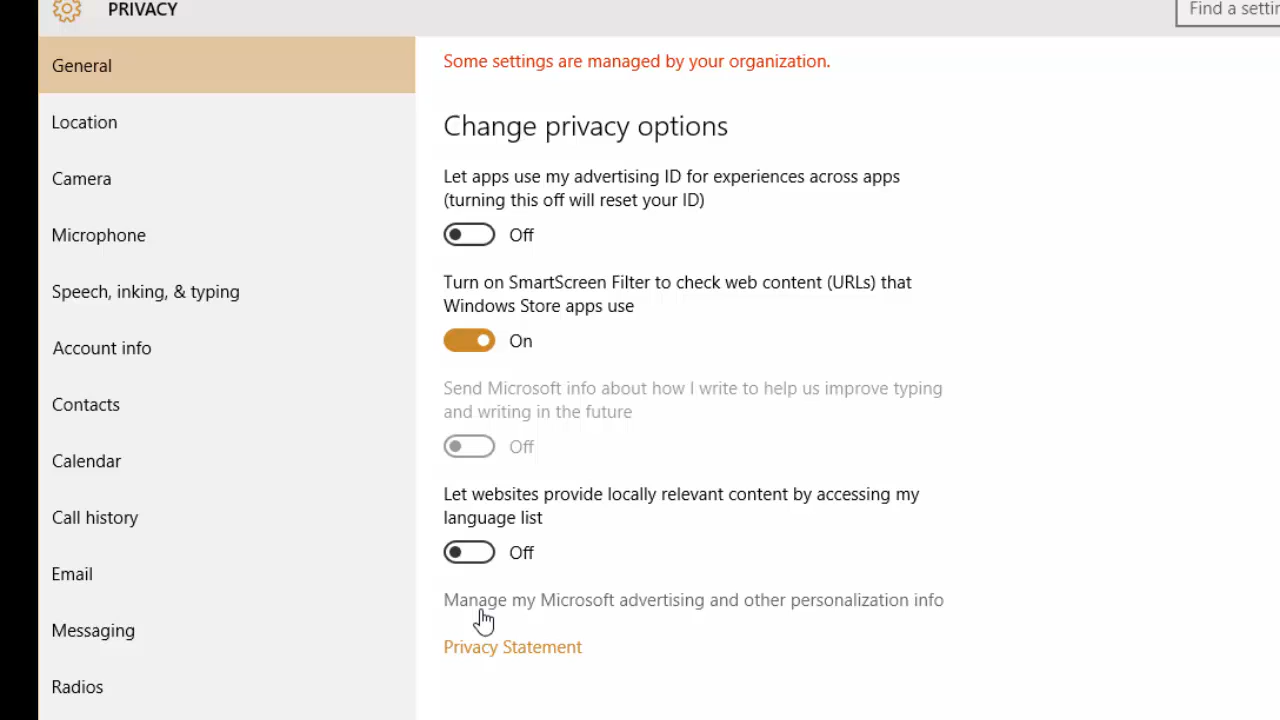 PRIVACY
Find a settin
General
Location
Camera
Microphone
Speech, inking, & typing
Account info
Contacts
Calendar
Call history
Email
Messaging
Radios
Some settings are managed by your organization.
Change privacy options
Let apps use my advertising ID for experiences across apps
(turning this off will reset your ID)
Off
Turn on SmartScreen Filter to check web content (URLs) that
Windows Store apps use
On
Send Microsoft info about how I write to help us improve typing
and writing in the future
Off
Let websites provide locally relevant content by accessing my
language list
Off
Manage my Microsoft advertising and other personalization info
Privacy Statement